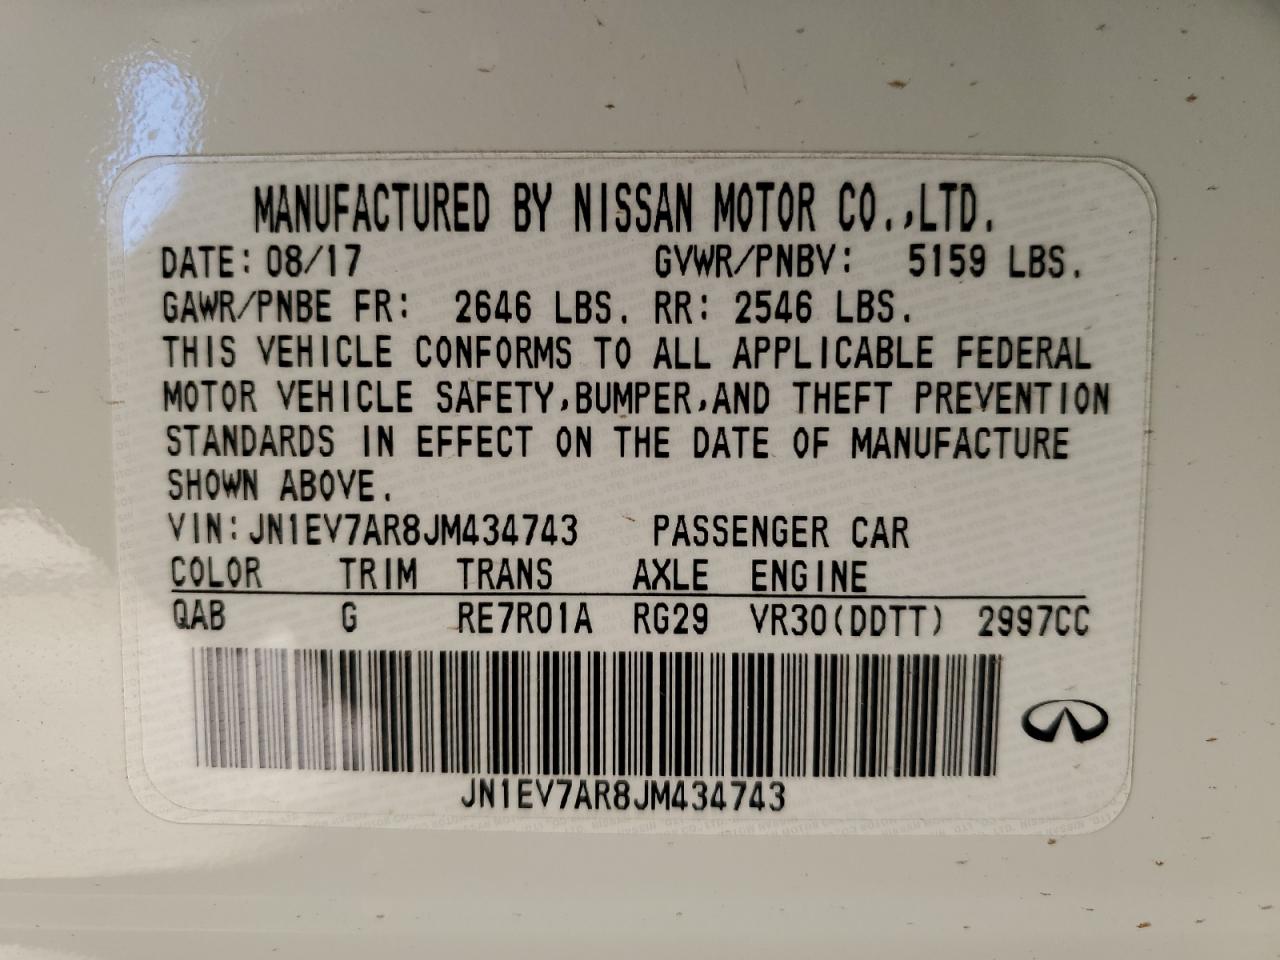 MANUFACTURED BY NISSAN MOTOR CO.,LTD.
DATE: 08/17 GVWR/PNBV: 5159 LBS.
GAWR/PNBE FR: 2646 LBS. RR: 2546 LBS.
THIS VEHICLE CONFORMS TO ALL APPLICABLE FEDERAL
MOTOR VEHICLE SAFETY,BUMPER,AND THEFT PREVENTION
STANDARDS IN EFFECT ON THE DATE OF MANUFACTURE
SHOWN ABOVE.
VIN:JN1EV7AR8JM434743 PASSENGER CAR
COLOR TRIM TRANS AXLE ENGINE
QAB G RE7R01A RG29 VR30(DDTT) 2997CC
JN1EV7AR8JM434743